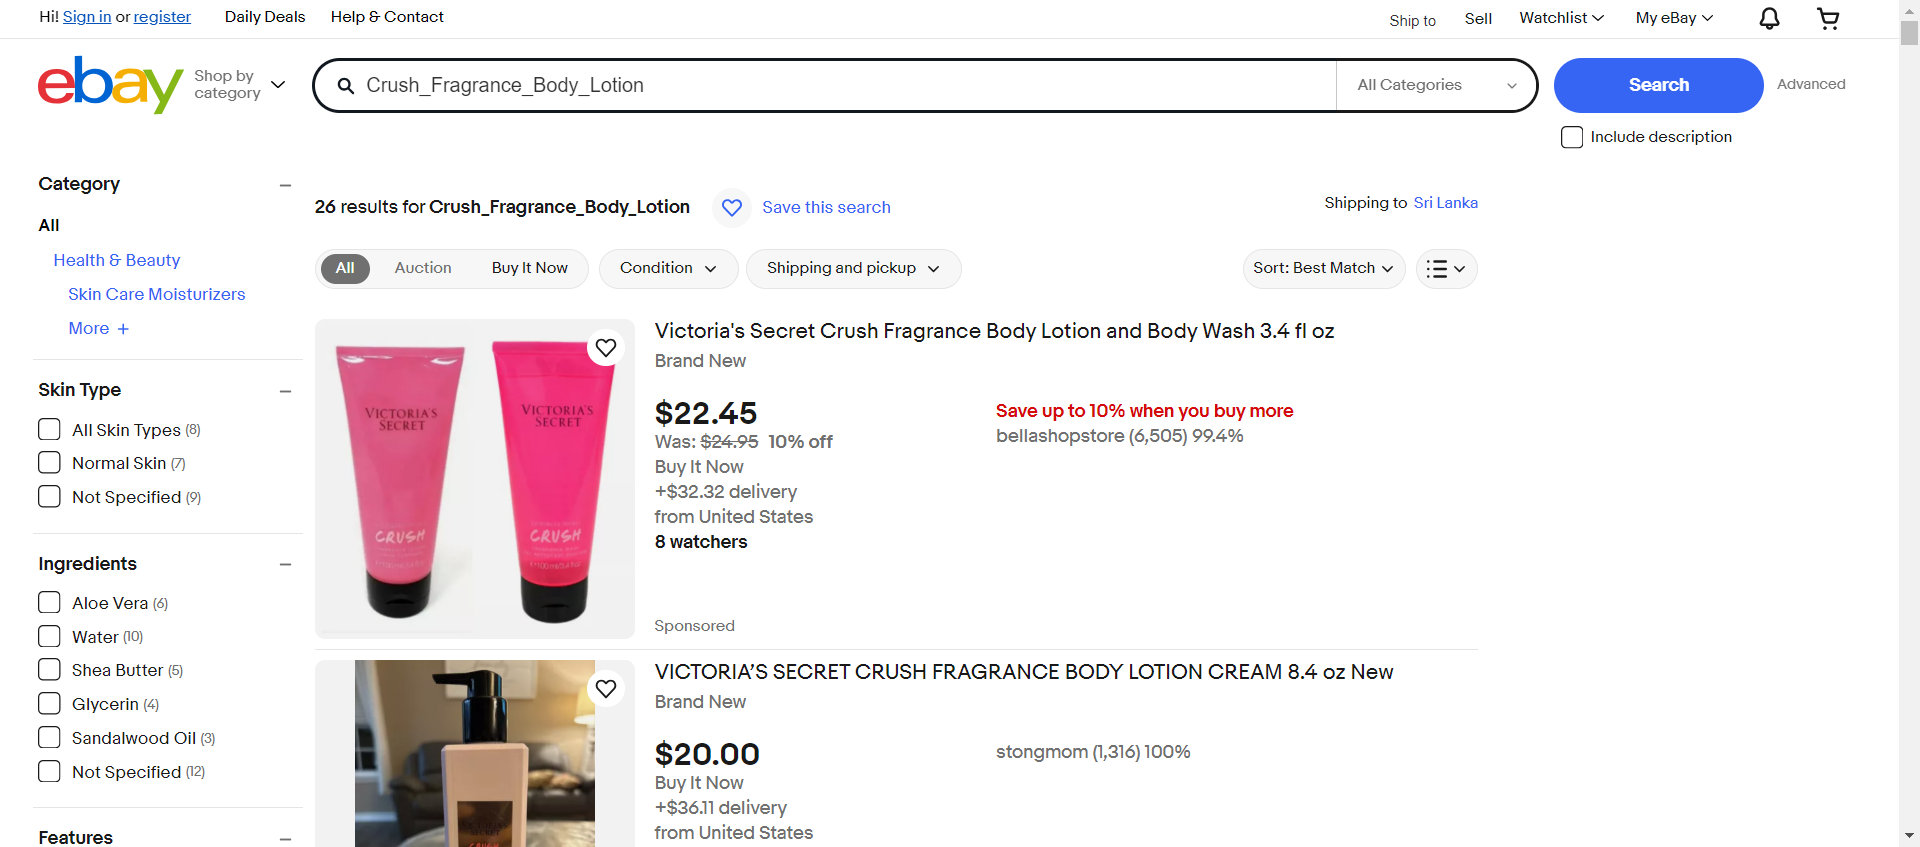 Hi! Sign in or register
Daily Deals
Help & Contact
Ship to
Sell
Watchlist
My eBay
ebay
Shop by
category
Crush_Fragrance_Body_Lotion
All Categories
Search
Advanced
Include description
Category
All
Health & Beauty
Skin Care Moisturizers
More +
Skin Type
All Skin Types (8)
Normal Skin (7)
Not Specified (9)
Ingredients
Aloe Vera (6)
Water (10)
Shea Butter (5)
Glycerin (4)
Sandalwood Oil (3)
Not Specified (12)
Features
26 results for Crush_Fragrance_Body_Lotion
Save this search
Shipping to Sri Lanka
All
Auction
Buy It Now
Condition
Shipping and pickup
Sort: Best Match
VICTORIA'S
SECRET
CRUSH
VICTORIA'S
SECRET
CRUSH
Victoria's Secret Crush Fragrance Body Lotion and Body Wash 3.4 fl oz
Brand New
$22.45
Was: $24.95 10% off
Buy It Now
+$32.32 delivery
from United States
8 watchers
Save up to 10% when you buy more
bellashopstore (6,505) 99.4%
Sponsored
VICTORIA’S SECRET CRUSH FRAGRANCE BODY LOTION CREAM 8.4 oz New
Brand New
$20.00
Buy It Now
+$36.11 delivery
from United States
stongmom (1,316) 100%